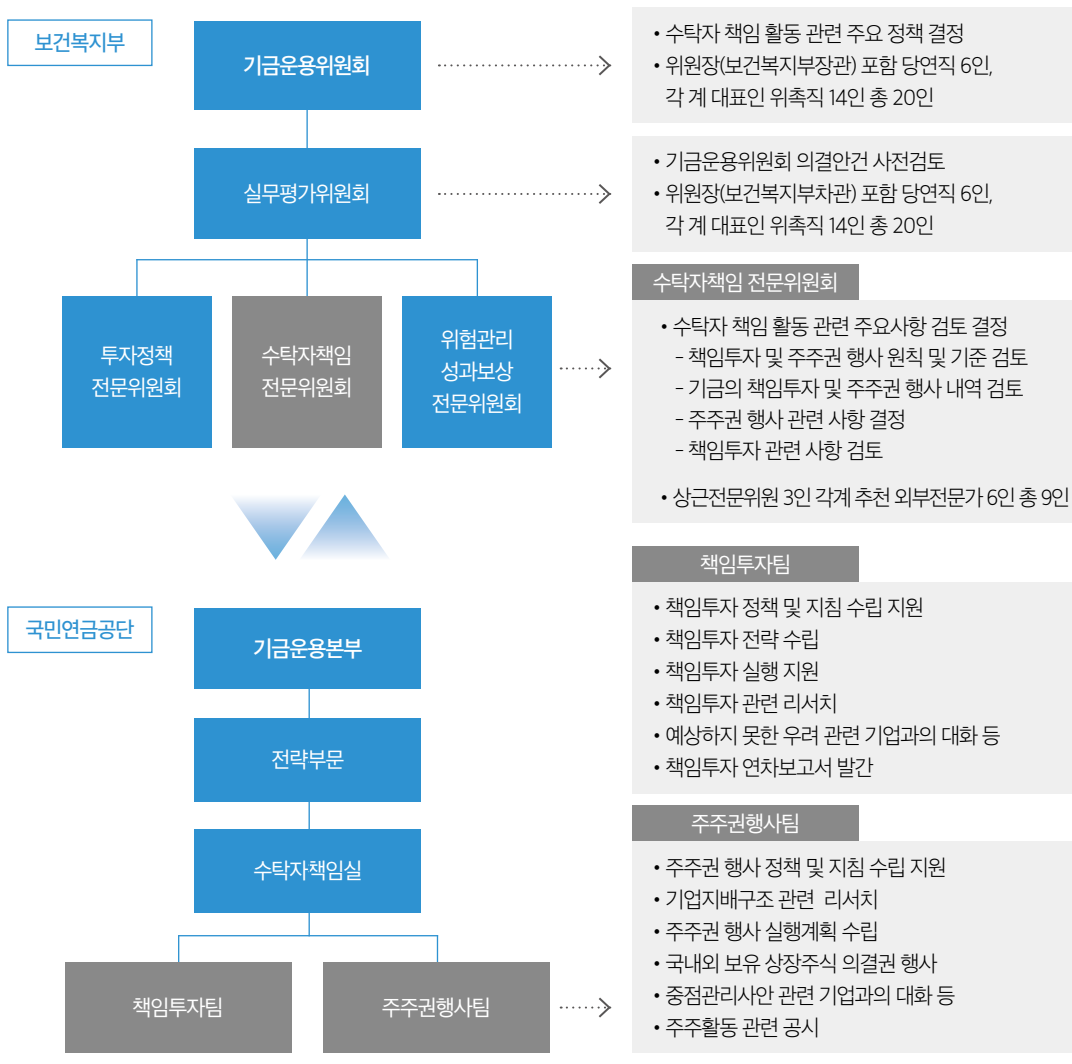 보건복지부
기금운용위원회
• 수탁자 책임 활동 관련 주요 정책 결정
• 위원장(보건복지부장관) 포함 당연직 6인,
각 계 대표인 위촉직 14인 총 20인
실무평가위원회
• 기금운용위원회 의결안건 사전검토
• 위원장(보건복지부차관) 포함 당연직 6인,
각 계 대표인 위촉직 14인 총 20인
투자정책
전문위원회
수탁자책임
전문위원회
위험관리
성과보상
전문위원회
수탁자책임 전문위원회
• 수탁자 책임 활동 관련 주요사항 검토 결정
- 책임투자 및 주주권 행사 원칙 및 기준 검토
- 기금의 책임투자 및 주주권 행사 내역 검토
- 주주권 행사 관련 사항 결정
- 책임투자 관련 사항 검토
• 상근전문위원 3인 각계 추천 외부전문가 6인 총 9인
국민연금공단
기금운용본부
전략부문
수탁자책임실
책임투자팀
주주권행사팀
책임투자팀
• 책임투자 정책 및 지침 수립 지원
• 책임투자 전략 수립
• 책임투자 실행 지원
• 책임투자 관련 리서치
• 예상하지 못한 우려 관련 기업과의 대화 등
• 책임투자 연차보고서 발간
주주권행사팀
• 주주권 행사 정책 및 지침 수립 지원
• 기업지배구조 관련 리서치
• 주주권 행사 실행계획 수립
• 국내외 보유 상장주식 의결권 행사
• 중점관리사안 관련 기업과의 대화 등
• 주주활동 관련 공시